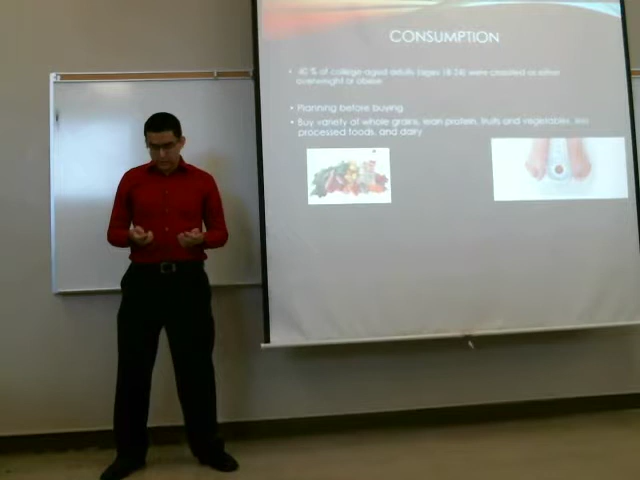 CONSUMPTION
• 40 % of college-aged adults (ages 18-24) were classified as either
overweight or obese
• Planning before buying
• Buy variety of whole grains, lean protein, fruits and vegetables,
processed foods, and dairy